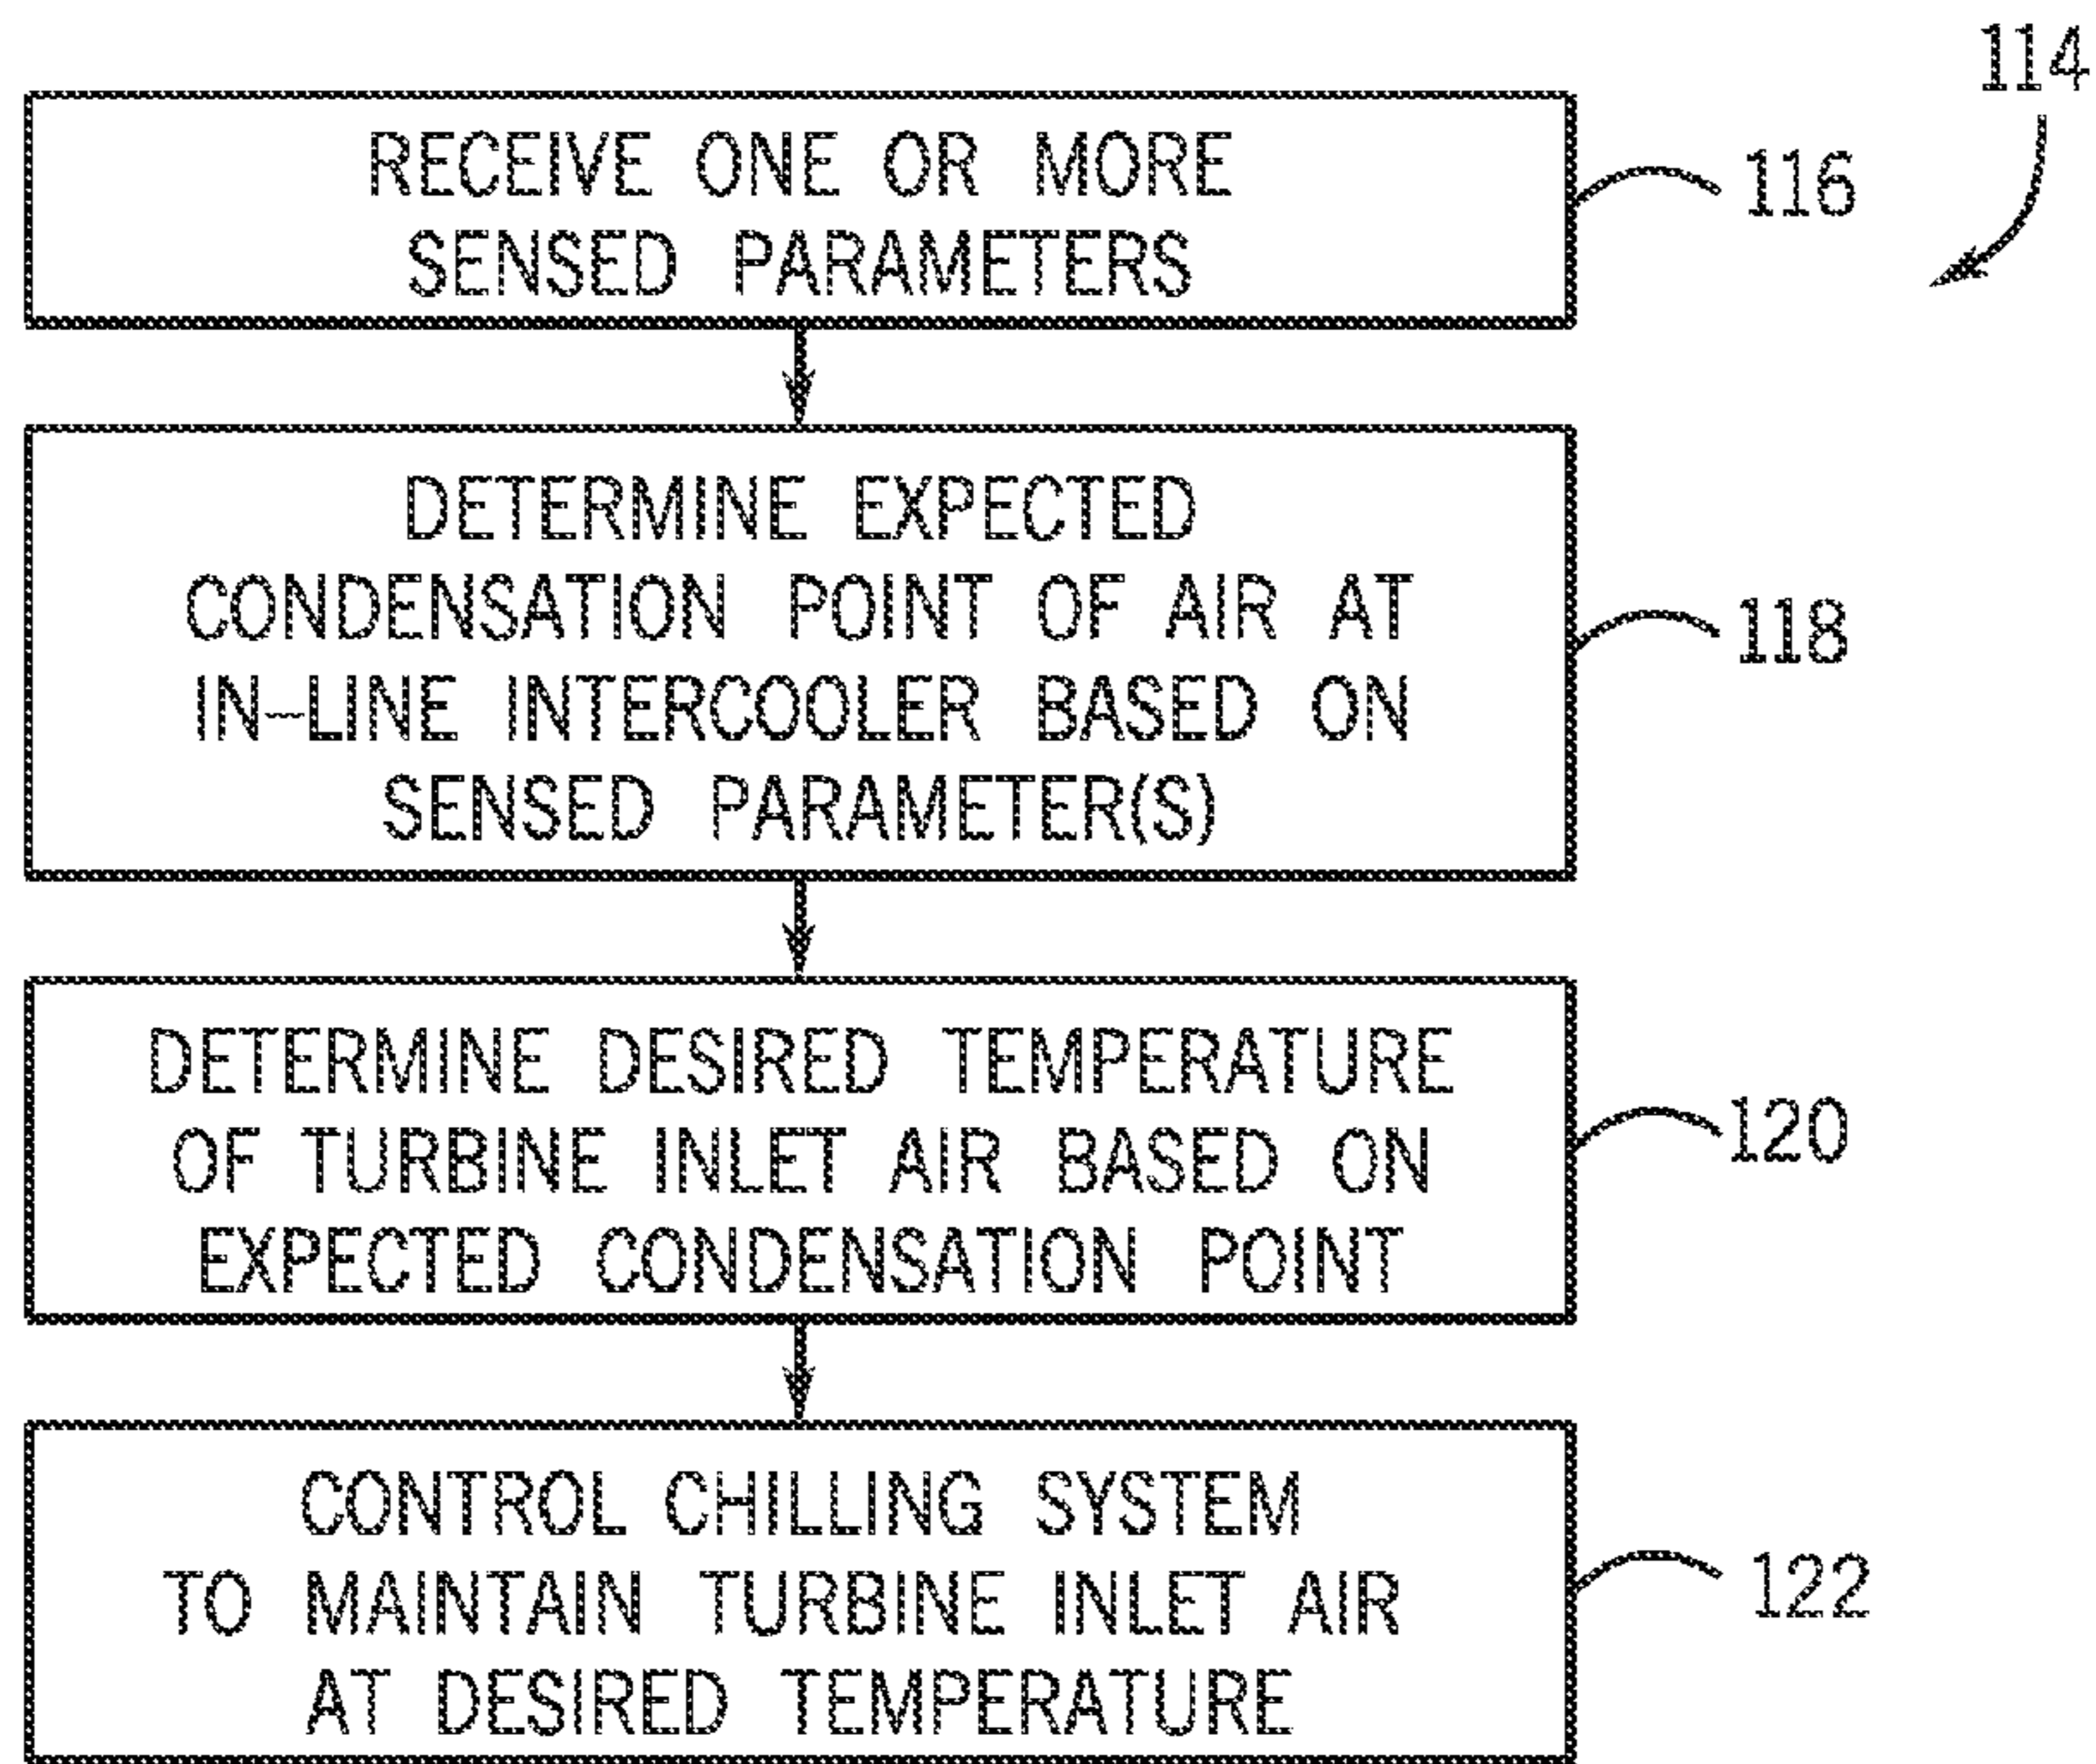 114
RECEIVE ONE OR MORE
SENSED PARAMETERS
116
DETERMINE EXPECTED
CONDENSATION POINT OF AIR AT
IN-LINE INTERCOOLER BASED ON
SENSED PARAMETER(S)
118
DETERMINE DESIRED TEMPERATURE
OF TURBINE INLET AIR BASED ON
EXPECTED CONDENSATION POINT
120
CONTROL CHILLING SYSTEM
TO MAINTAIN TURBINE INLET AIR
AT DESIRED TEMPERATURE
122